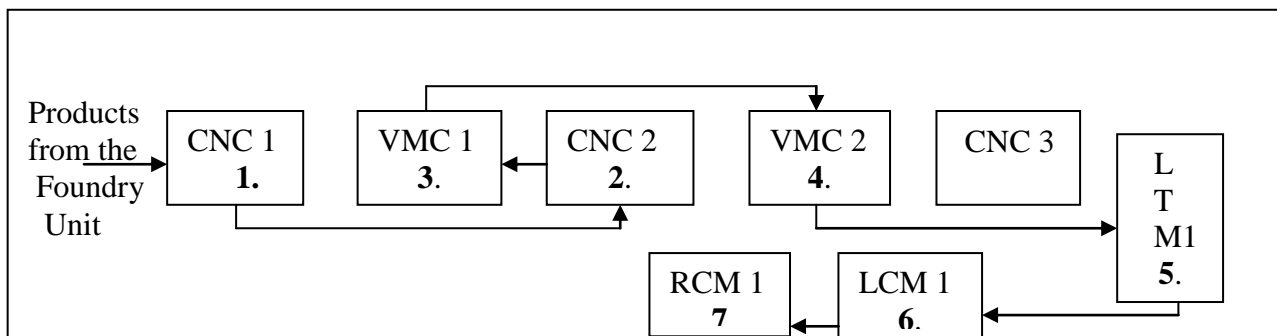 Products
from the
Foundry
Unit
CNC 1
1.
VMC 1
3.
CNC 2
2.
VMC 2
4.
CNC 3
L
T
M1
5.
RCM 1
7
LCM 1
6.